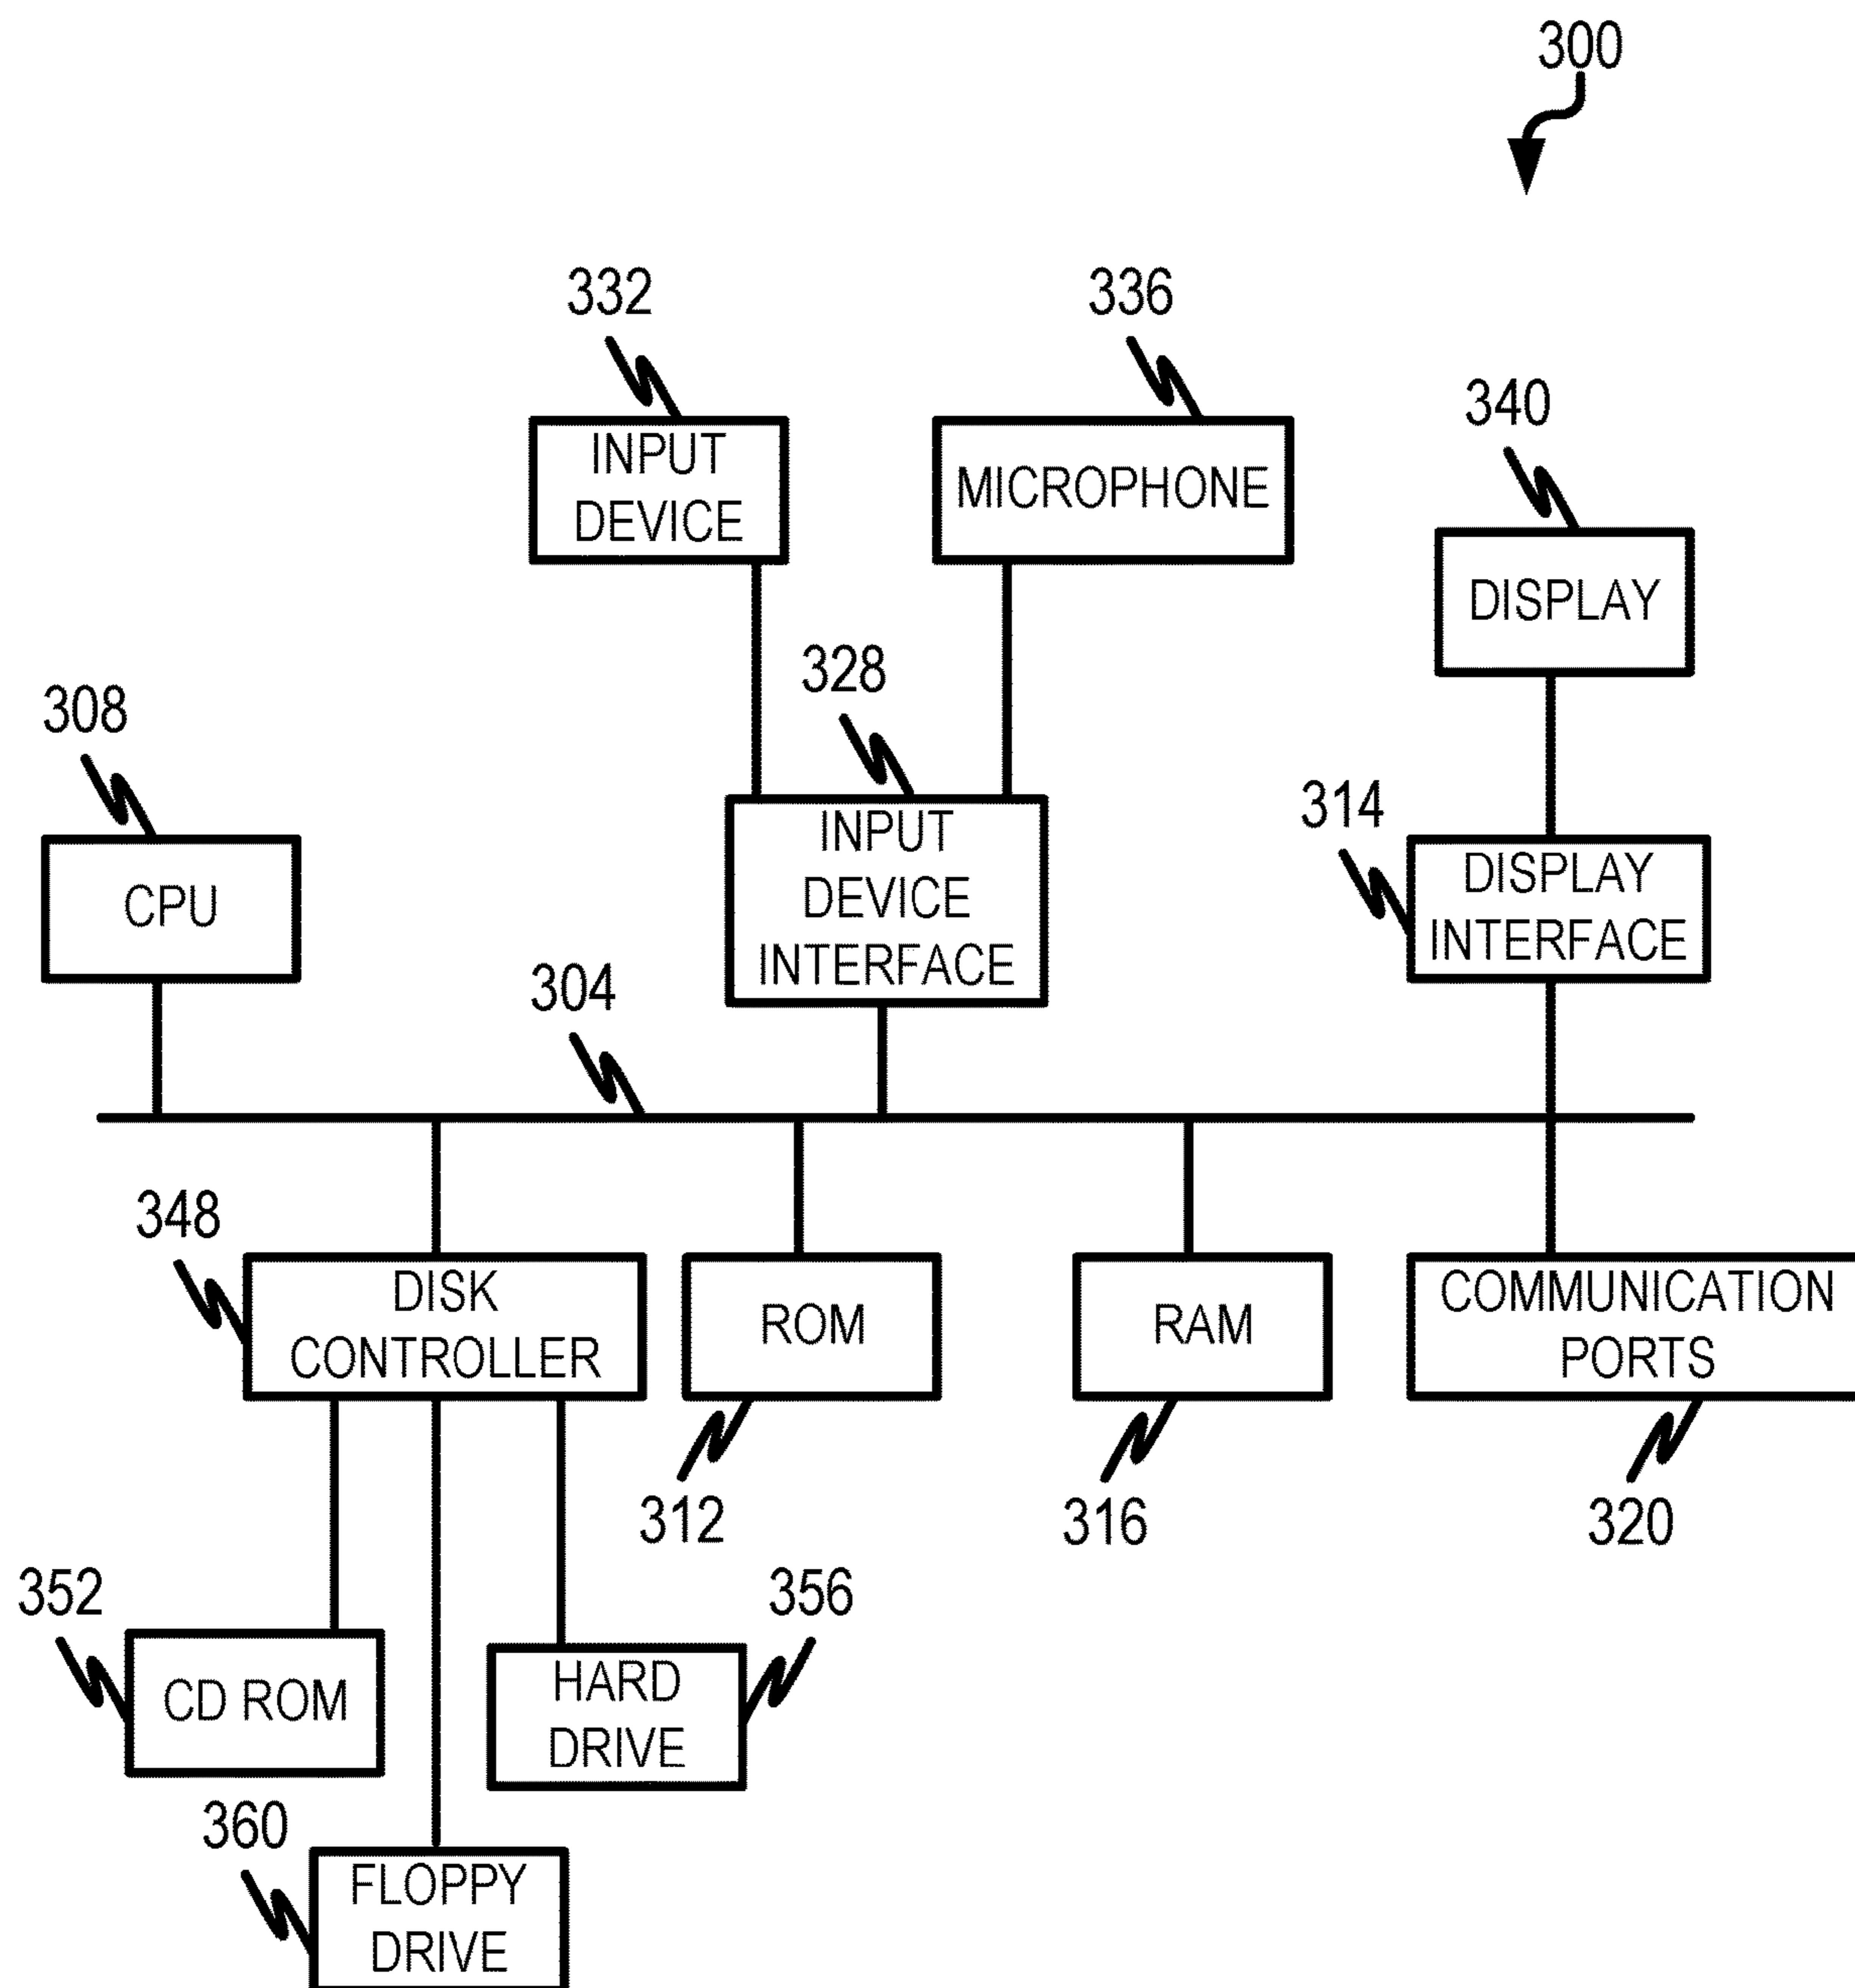 300
332
336
INPUT
DEVICE
MICROPHONE
340
DISPLAY
328
308
INPUT
DEVICE
INTERFACE
314
DISPLAY
INTERFACE
CPU
304
348
DISK
CONTROLLER
ROM
RAM
COMMUNICATION
PORTS
312
316
320
352
356
CD ROM
HARD
DRIVE
360
FLOPPY
DRIVE